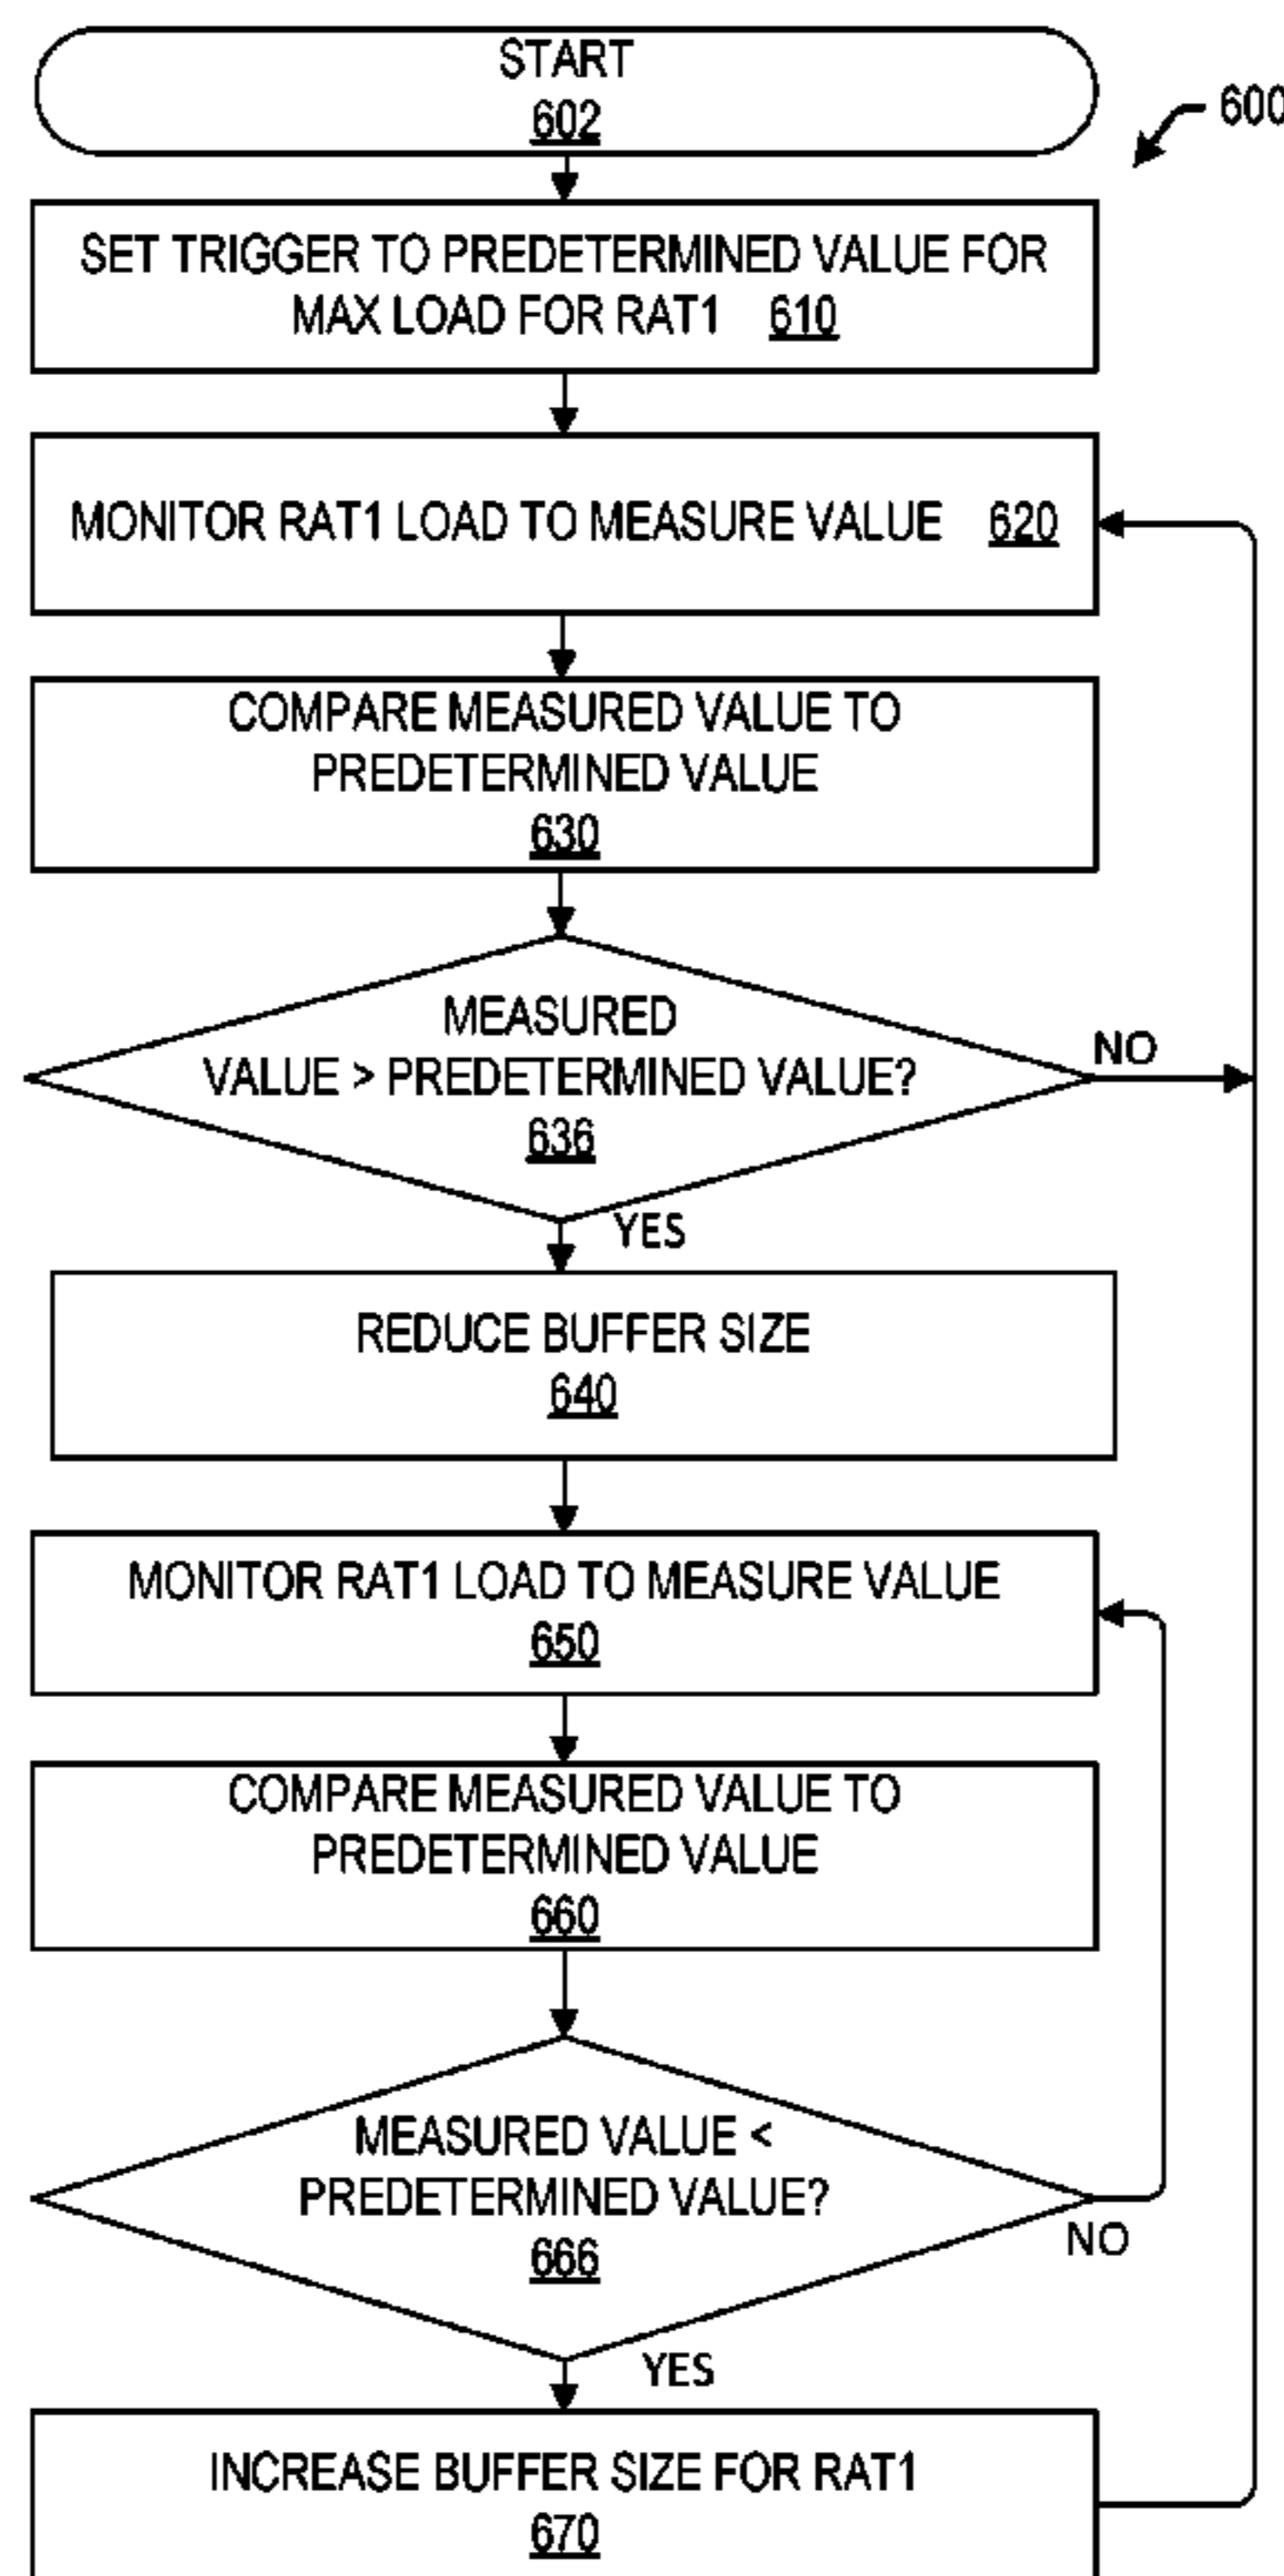 START
602
600
SET TRIGGER TO PREDETERMINED VALUE FOR
MAX LOAD FOR RAT1 610
MONITOR RAT1 LOAD TO MEASURE VALUE 620
COMPARE MEASURED VALUE TO
PREDETERMINED VALUE
630
MEASURED
VALUE > PREDETERMINED VALUE?
636
NO
YES
REDUCE BUFFER SIZE
640
MONITOR RAT1 LOAD TO MEASURE VALUE
650
COMPARE MEASURED VALUE TO
PREDETERMINED VALUE
660
MEASURED VALUE <
PREDETERMINED VALUE?
666
NO
YES
INCREASE BUFFER SIZE FOR RAT1
670